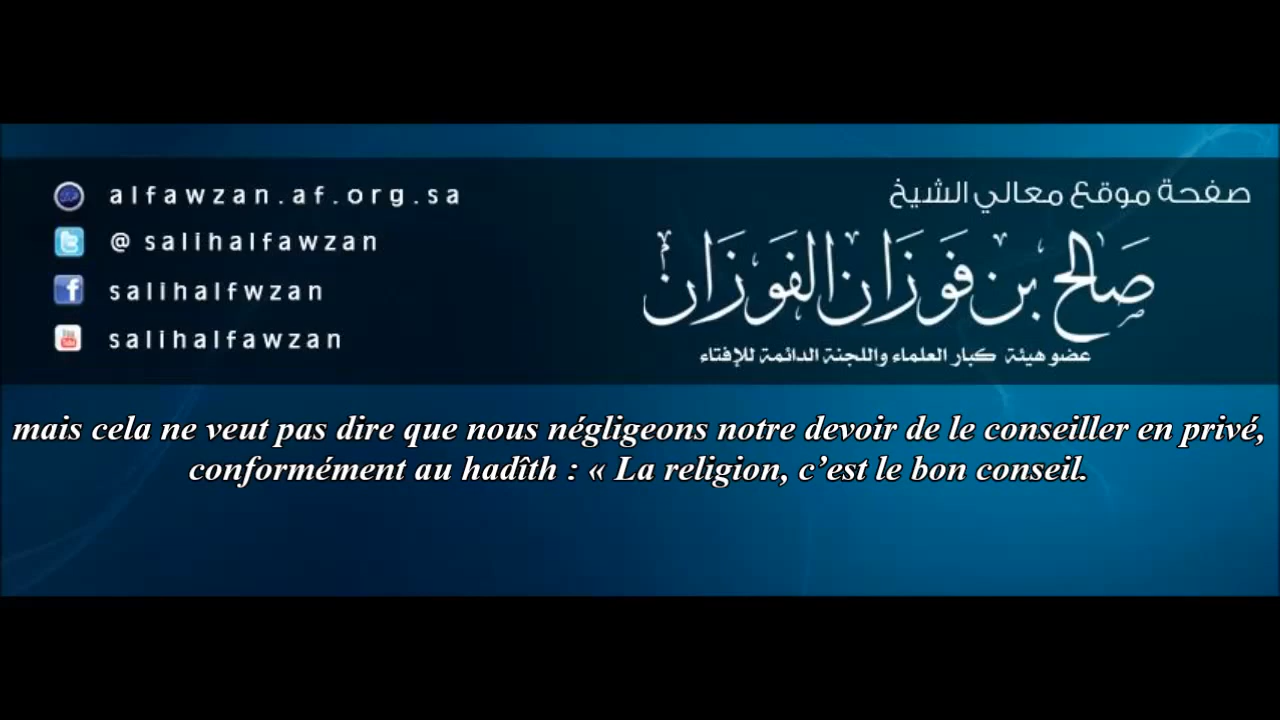 alfawzan.af.org.sa
@salihalfawzan
salihalfwzan
salihalfawzan
صفحة موقع معالي الشيخ
صالح بن فوزان الفوزان
عضو هيئة كبار العلماء واللجنة الدائمة للإفتاء
mais cela ne veut pas dire que nous négligeons notre devoir de le conseiller en privé,
conformément au hadîth : « La religion, c’est le bon conseil.